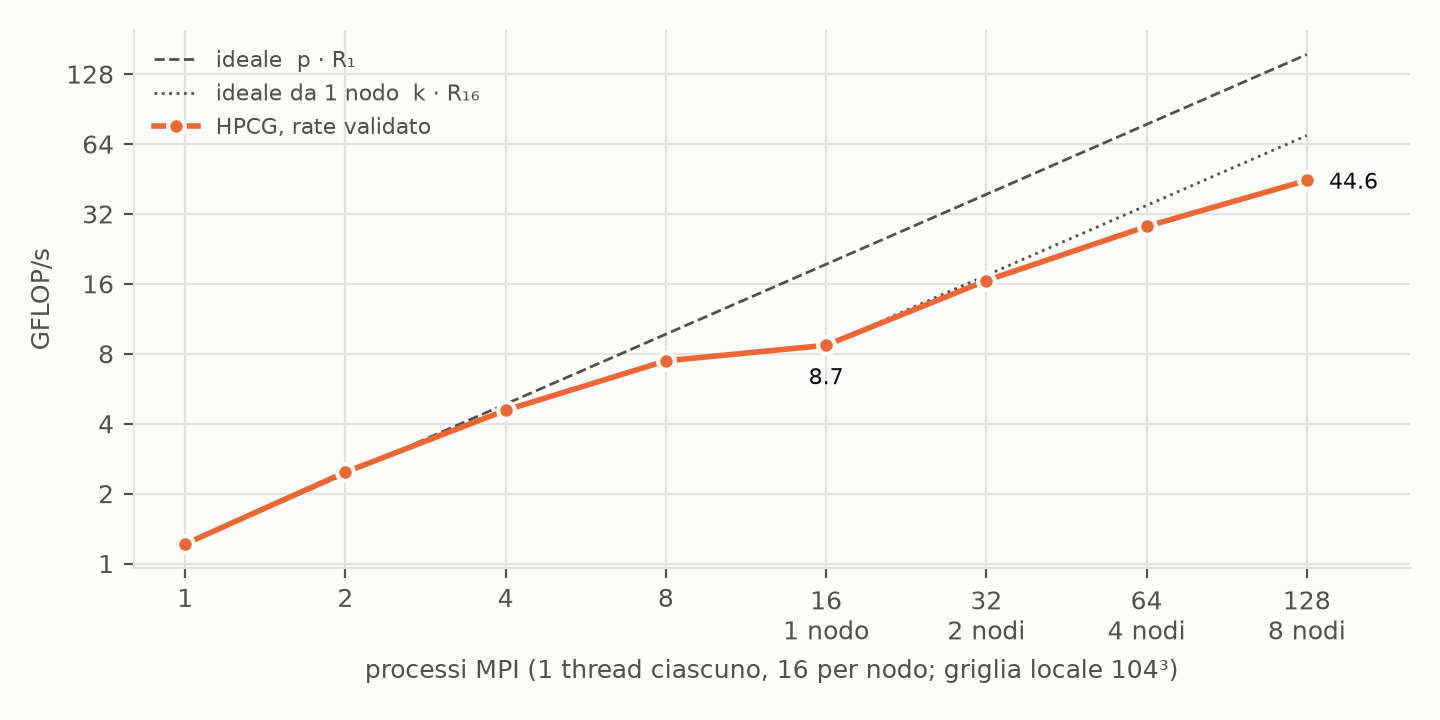 ideale p · R₁
ideale da 1 nodo k · R₁₆
HPCG, rate validato
GFLOP/s
128
64
32
16
8
4
2
1
44.6
8.7
1 2 4 8 16 32 64 128
1 nodo 2 nodi 4 nodi 8 nodi
processi MPI (1 thread ciascuno, 16 per nodo; griglia locale 104³)